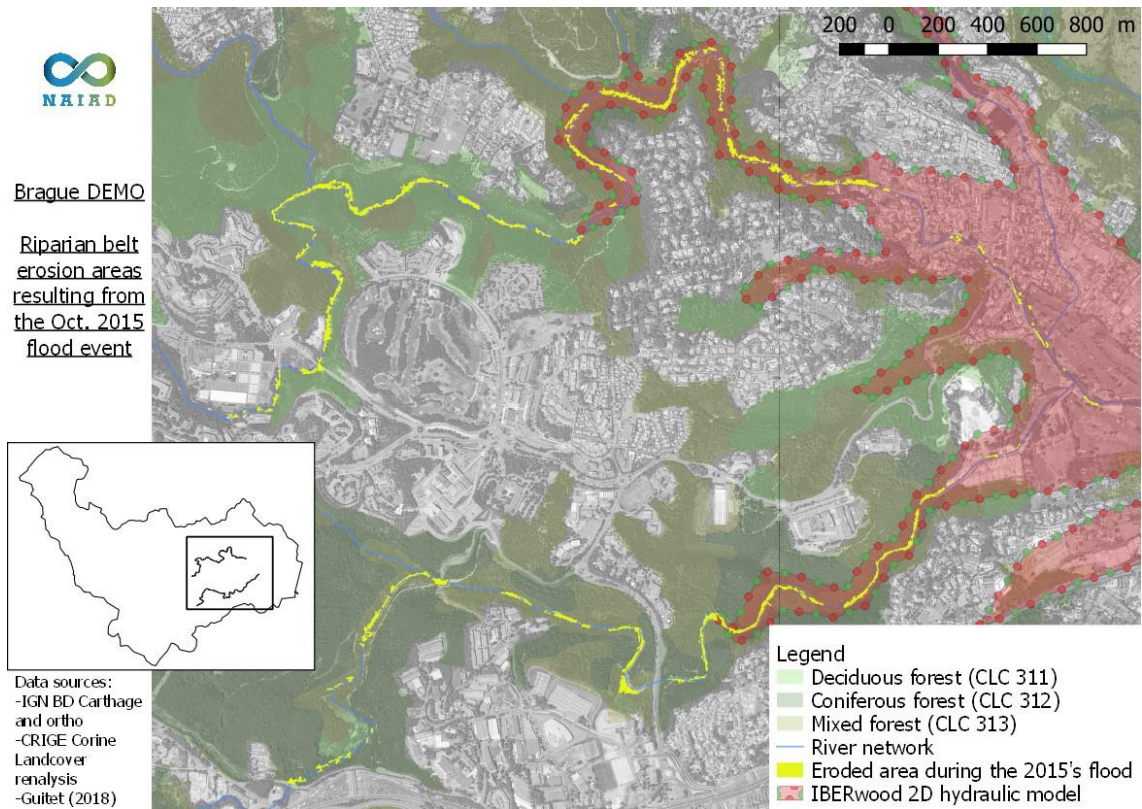 200 0 200 400 600 800 m
NAIAD
Brague DEMO
Riparian belt
erosion areas
resulting from
the Oct. 2015
flood event
Data sources:
-IGN BD Carthage
and ortho
-CRIGE Corine
Landcover
renalysis
-Guitet (2018)
Legend
Deciduous forest (CLC 311)
Coniferous forest (CLC 312)
Mixed forest (CLC 313)
River network
Eroded area during the 2015's flood
IBERwood 2D hydraulic model